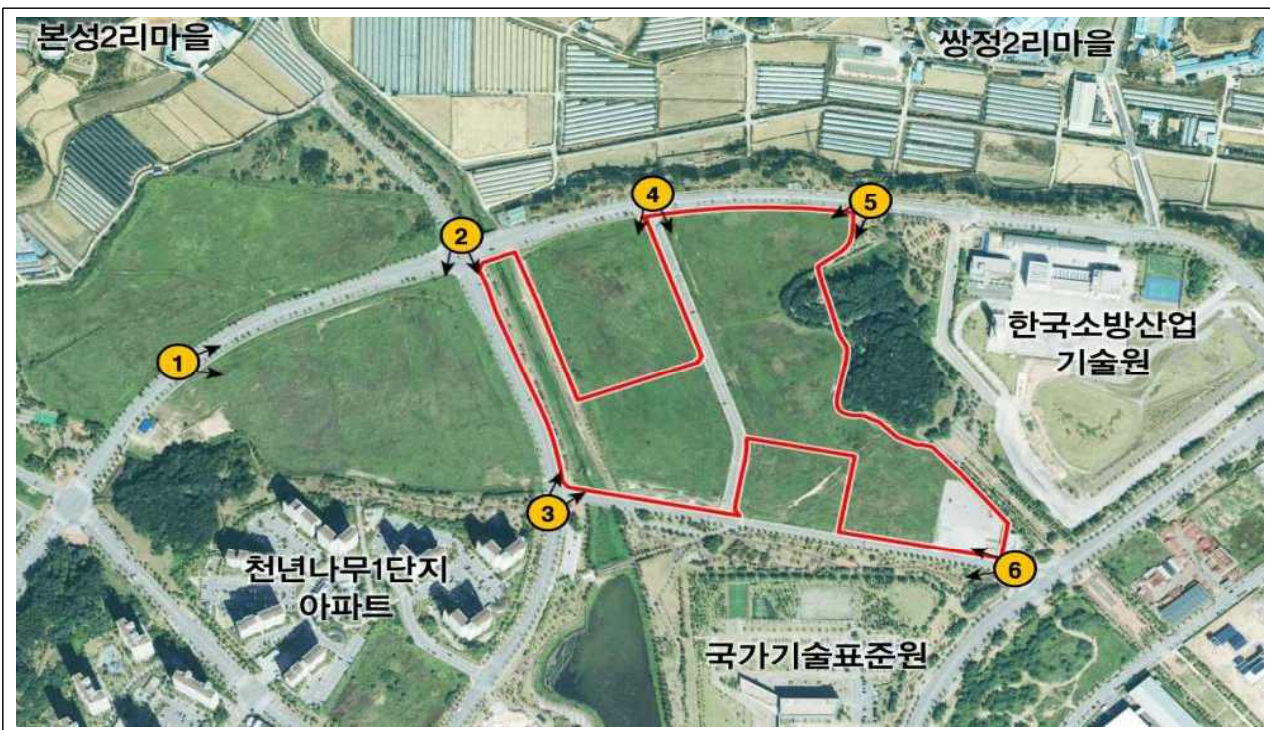 본성2리마을
쌍정2리마을
4
5
2
1
한국소방산업
기술원
3
천년나무1단지
아파트
6
국가기술표준원